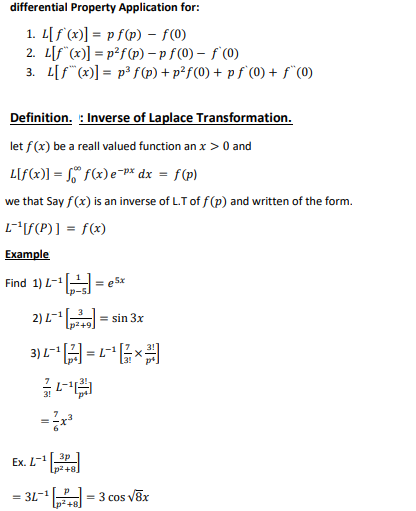 differential Property Application for:
1. Ł[f`(x)] = p f(p) − f(0)
2. Ł[f``(x)] = p² f(p) − p f(0) − f`(0)
3. Ł[f```(x)] = p³ f(p) + p² f(0) + p f`(0) + f``(0)
Definition. : Inverse of Laplace Transformation.
let f(x) be a reall valued function an x > 0 and
Ł[f(x)] = ∫₀^∞ f(x) e^(−px) dx = f(p)
we that Say f(x) is an inverse of L.T of f(p) and written of the form.
Ł⁻¹[f(P)] = f(x)
Example
Find 1) Ł⁻¹[1/(p−5)] = e^(5x)
2) Ł⁻¹[3/(p²+9)] = sin 3x
3) Ł⁻¹[7/p⁴] = Ł⁻¹[7/3! × 3!/p⁴]
7/3! Ł⁻¹[3!/p⁴]
= 7/6 x³
Ex. Ł⁻¹[3p/(p²+8)]
= 3Ł⁻¹[p/(p²+8)] = 3 cos √8x